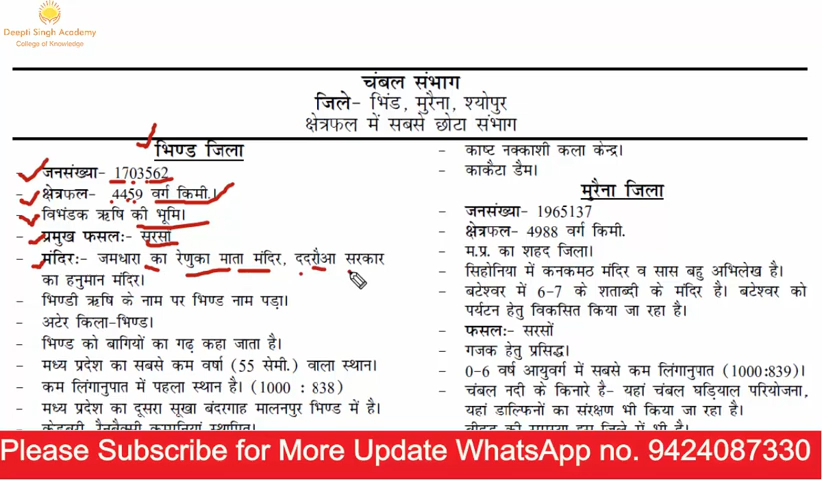 Deepti Singh Academy
College of Knowledge
चंबल संभाग
जिले- भिंड, मुरैना, श्योपुर
क्षेत्रफल में सबसे छोटा संभाग
भिण्ड जिला
- जनसंख्या- 1703562
- क्षेत्रफल- 4459 वर्ग किमी.।
- विभंडक ऋषि की भूमि।
- प्रमुख फसल:- सरसों
- मंदिर:- जमधारा का रेणुका माता मंदिर, ददरौआ सरकार
का हनुमान मंदिर।
- भिण्डी ऋषि के नाम पर भिण्ड नाम पड़ा।
- अटेर किला-भिण्ड।
- भिण्ड को बागियों का गढ़ कहा जाता है।
- मध्य प्रदेश का सबसे कम वर्षा (55 सेमी.) वाला स्थान।
- कम लिंगानुपात में पहला स्थान है। (1000 : 838)
- मध्य प्रदेश का दूसरा सूखा बंदरगाह मालनपुर भिण्ड में है।
- काष्ट नक्काशी कला केन्द्र।
- काकैटा डैम।
मुरैना जिला
- जनसंख्या- 1965137
- क्षेत्रफल- 4988 वर्ग किमी.
- म.प्र. का शहद जिला।
- सिहोनिया में कनकमठ मंदिर व सास बहु अभिलेख है।
- बटेश्वर में 6-7 के शताब्दी के मंदिर है। बटेश्वर को
पर्यटन हेतु विकसित किया जा रहा है।
- फसल:- सरसों
- गजक हेतु प्रसिद्ध।
- 0-6 वर्ष आयुवर्ग में सबसे कम लिंगानुपात (1000:839)।
- चंबल नदी के किनारे है- यहां चंबल घड़ियाल परियोजना,
यहां डाल्फिनों का संरक्षण भी किया जा रहा है।
Please Subscribe for More Update WhatsApp no. 9424087330